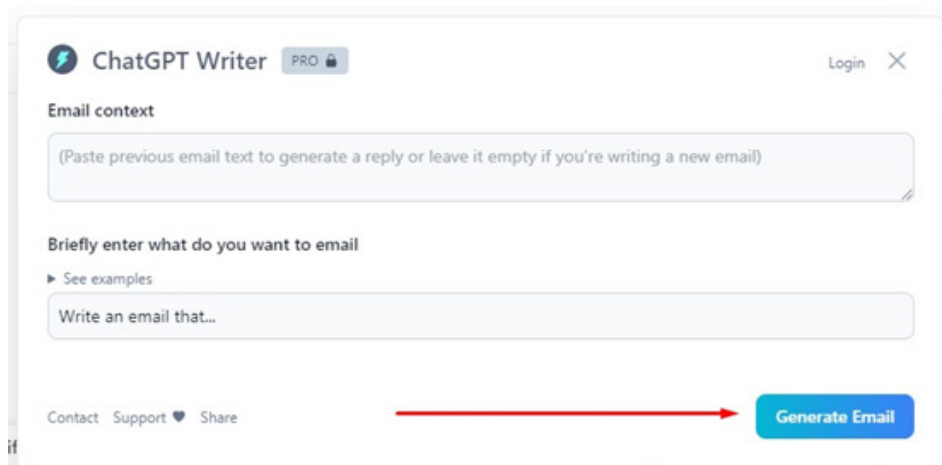 ChatGPT Writer PRO Login
Email context
(Paste previous email text to generate a reply or leave it empty if you're writing a new email)
Briefly enter what do you want to email
See examples
Write an email that...
Contact Support Share Generate Email
if